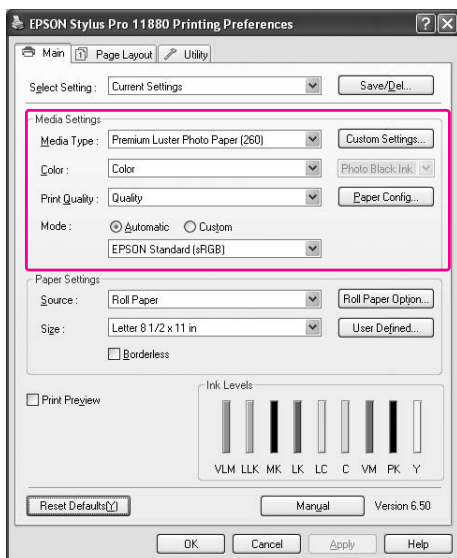 EPSON Stylus Pro 11880 Printing Preferences
Main Page Layout Utility
Select Setting : Current Settings Save/Del...
Media Settings
Media Type : Premium Luster Photo Paper (260) Custom Settings...
Color : Color Photo Black Ink
Print Quality : Quality Paper Config...
Mode : Automatic Custom
EPSON Standard (sRGB)
Paper Settings
Source : Roll Paper Roll Paper Option...
Size : Letter 8 1/2 x 11 in User Defined...
Borderless
Print Preview
Ink Levels
VLM LLK MK LK LC C VM PK Y
Reset Defaults(Y) Manual Version 6.50
OK Cancel Apply Help